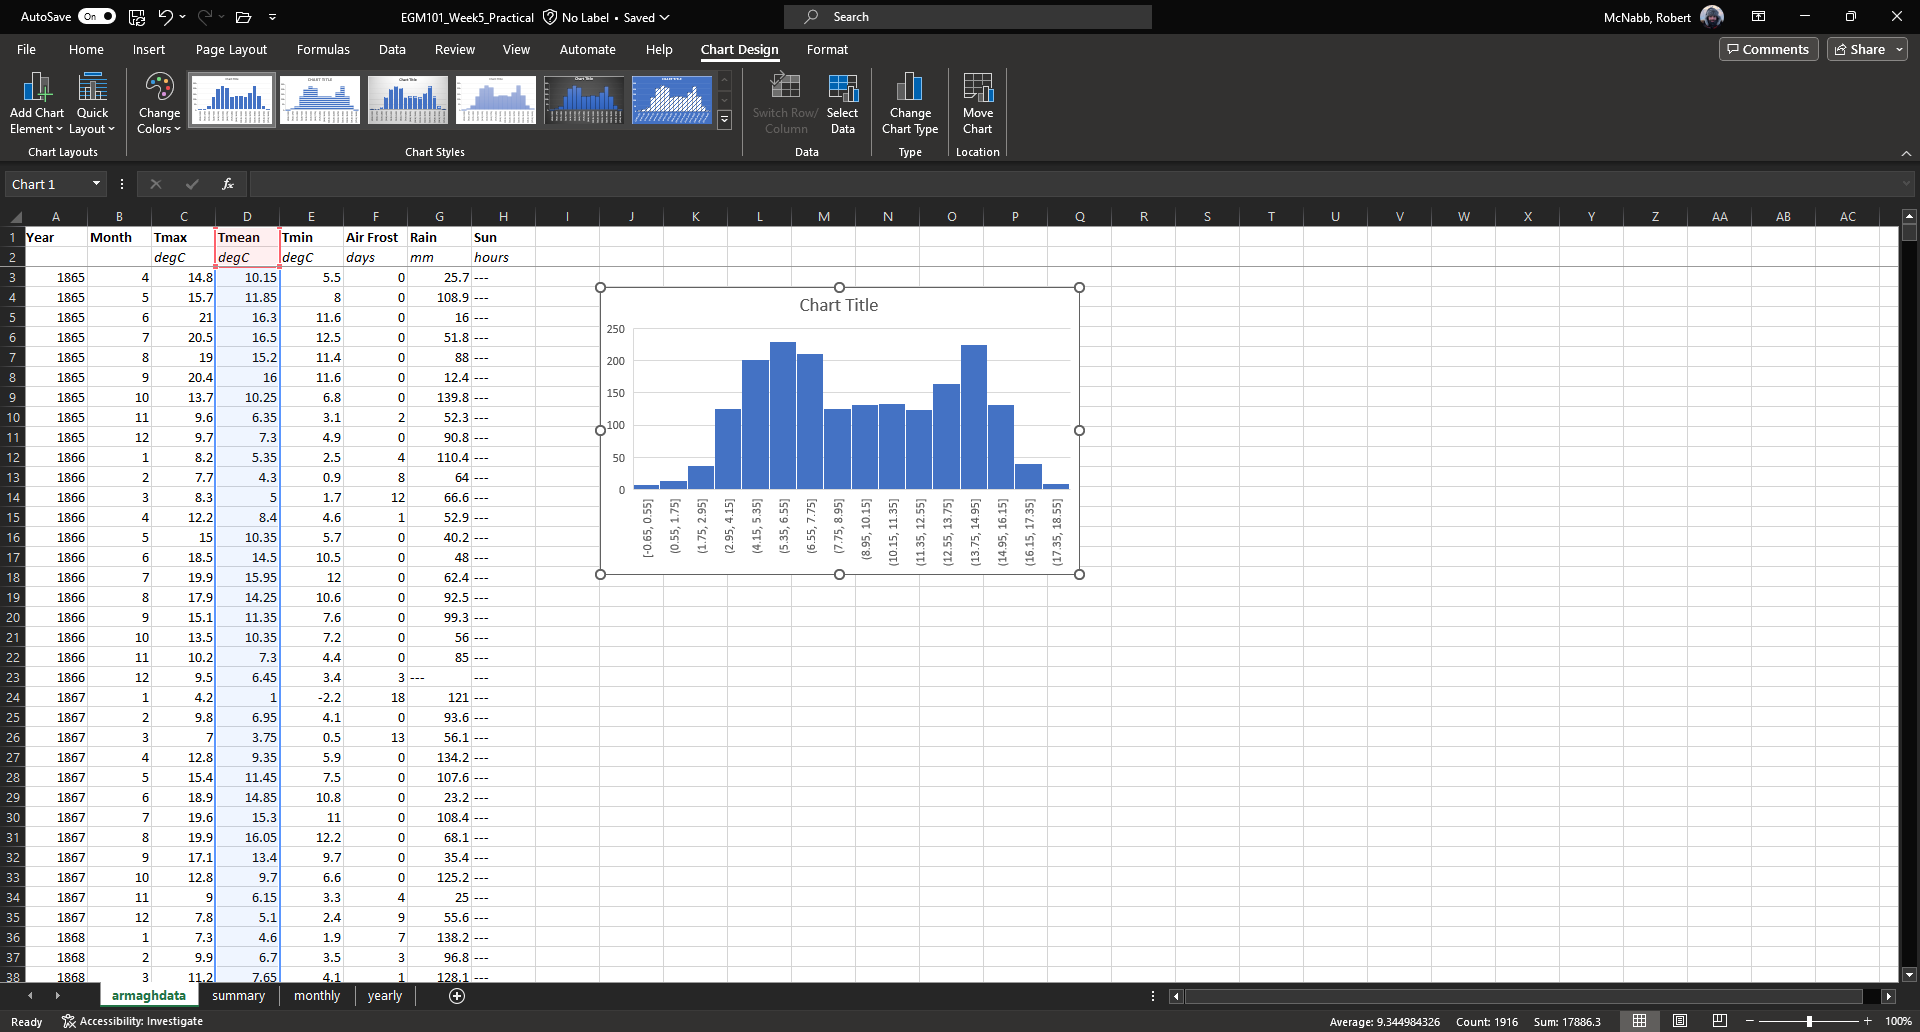 AutoSave On EGM101_Week5_Practical No Label • Saved Search McNabb, Robert
File Home Insert Page Layout Formulas Data Review View Automate Help Chart Design Format Comments Share
Add Chart Element Quick Layout Change Colors Switch Row/ Column Select Data Change Chart Type Move Chart
Chart Layouts Chart Styles Data Type Location
Chart 1 fx
A B C D E F G H I J K L M N O P Q R S T U V W X Y Z AA AB AC
1 Year Month Tmax Tmean Tmin Air Frost Rain Sun
2 degC degC degC days mm hours
3 1865 4 14.8 10.15 5.5 0 25.7 ---
4 1865 5 15.7 11.85 8 0 108.9 ---
5 1865 6 21 16.3 11.6 0 16 ---
6 1865 7 20.5 16.5 12.5 0 51.8 ---
7 1865 8 19 15.2 11.4 0 88 ---
8 1865 9 20.4 16 11.6 0 12.4 ---
9 1865 10 13.7 10.25 6.8 0 139.8 ---
10 1865 11 9.6 6.35 3.1 2 52.3 ---
11 1865 12 9.7 7.3 4.9 0 90.8 ---
12 1866 1 8.2 5.35 2.5 4 110.4 ---
13 1866 2 7.7 4.3 0.9 8 64 ---
14 1866 3 8.3 5 1.7 12 66.6 ---
15 1866 4 12.2 8.4 4.6 1 52.9 ---
16 1866 5 15 10.35 5.7 0 40.2 ---
17 1866 6 18.5 14.5 10.5 0 48 ---
18 1866 7 19.9 15.95 12 0 62.4 ---
19 1866 8 17.9 14.25 10.6 0 92.5 ---
20 1866 9 15.1 11.35 7.6 0 99.3 ---
21 1866 10 13.5 10.35 7.2 0 56 ---
22 1866 11 10.2 7.3 4.4 0 85 ---
23 1866 12 9.5 6.45 3.4 3 --- ---
24 1867 1 4.2 1 -2.2 18 121 ---
25 1867 2 9.8 6.95 4.1 0 93.6 ---
26 1867 3 7 3.75 0.5 13 56.1 ---
27 1867 4 12.8 9.35 5.9 0 134.2 ---
28 1867 5 15.4 11.45 7.5 0 107.6 ---
29 1867 6 18.9 14.85 10.8 0 23.2 ---
30 1867 7 19.6 15.3 11 0 108.4 ---
31 1867 8 19.9 16.05 12.2 0 68.1 ---
32 1867 9 17.1 13.4 9.7 0 35.4 ---
33 1867 10 12.8 9.7 6.6 0 125.2 ---
34 1867 11 9 6.15 3.3 4 25 ---
35 1867 12 7.8 5.1 2.4 9 55.6 ---
36 1868 1 7.3 4.6 1.9 7 138.2 ---
37 1868 2 9.9 6.7 3.5 3 96.8 ---
38 1868 3 11.2 7.65 4.1 1 128.1 ---
Chart Title
250
200
150
100
50
0
[-0.65, 0.55]
(0.55, 1.75]
(1.75, 2.95]
(2.95, 4.15]
(4.15, 5.35]
(5.35, 6.55]
(6.55, 7.75]
(7.75, 8.95]
(8.95, 10.15]
(10.15, 11.35]
(11.35, 12.55]
(12.55, 13.75]
(13.75, 14.95]
(14.95, 16.15]
(16.15, 17.35]
(17.35, 18.55]
armaghdata summary monthly yearly
Ready Accessibility: Investigate Average: 9.344984326 Count: 1916 Sum: 17886.3 100%